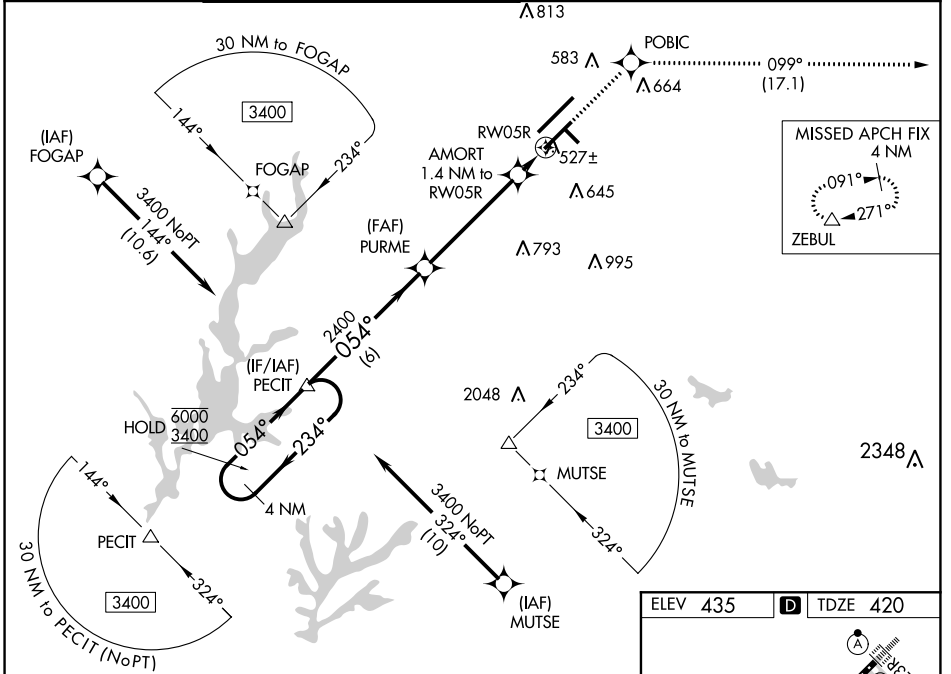 813
30 NM to FOGAP
3400
144°
234°
FOGAP
(IAF)
FOGAP
3400 NoPT
144°
(10.6)
583
POBIC
099°
(17.1)
664
RW05R
527±
AMORT
1.4 NM to
RW05R
645
MISSED APCH FIX
4 NM
091°
271°
ZEBUL
(FAF)
PURME
793
995
2400
054°
(6)
(IF/IAF)
PECIT
HOLD
6000
3400
054°
234°
4 NM
2048
234°
30 NM to MUTSE
3400
MUTSE
324°
2348
144°
PECIT
324°
3400
30 NM to PECIT (NoPT)
3400 NoPT
324°
(10)
(IAF)
MUTSE
ELEV 435
D
TDZE 420
A